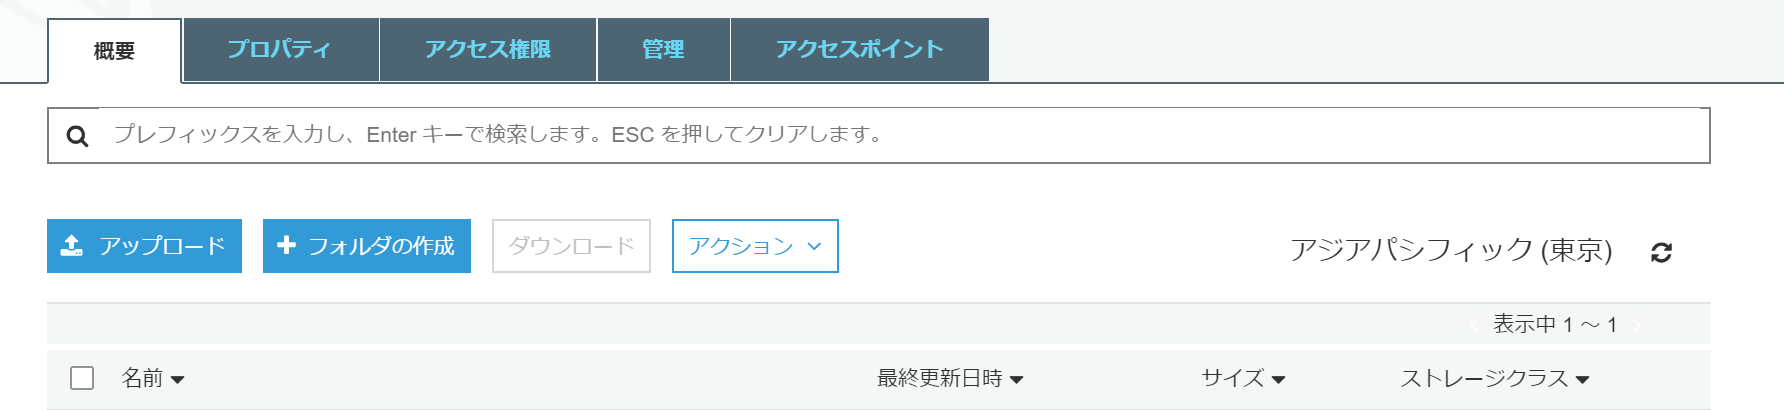 概要 プロパティ アクセス権限 管理 アクセスポイント
プレフィックスを入力し、Enter キーで検索します。ESC を押してクリアします。
アップロード フォルダの作成 ダウンロード アクション アジアパシフィック (東京)
表示中 1 ～ 1
名前 最終更新日時 サイズ ストレージクラス